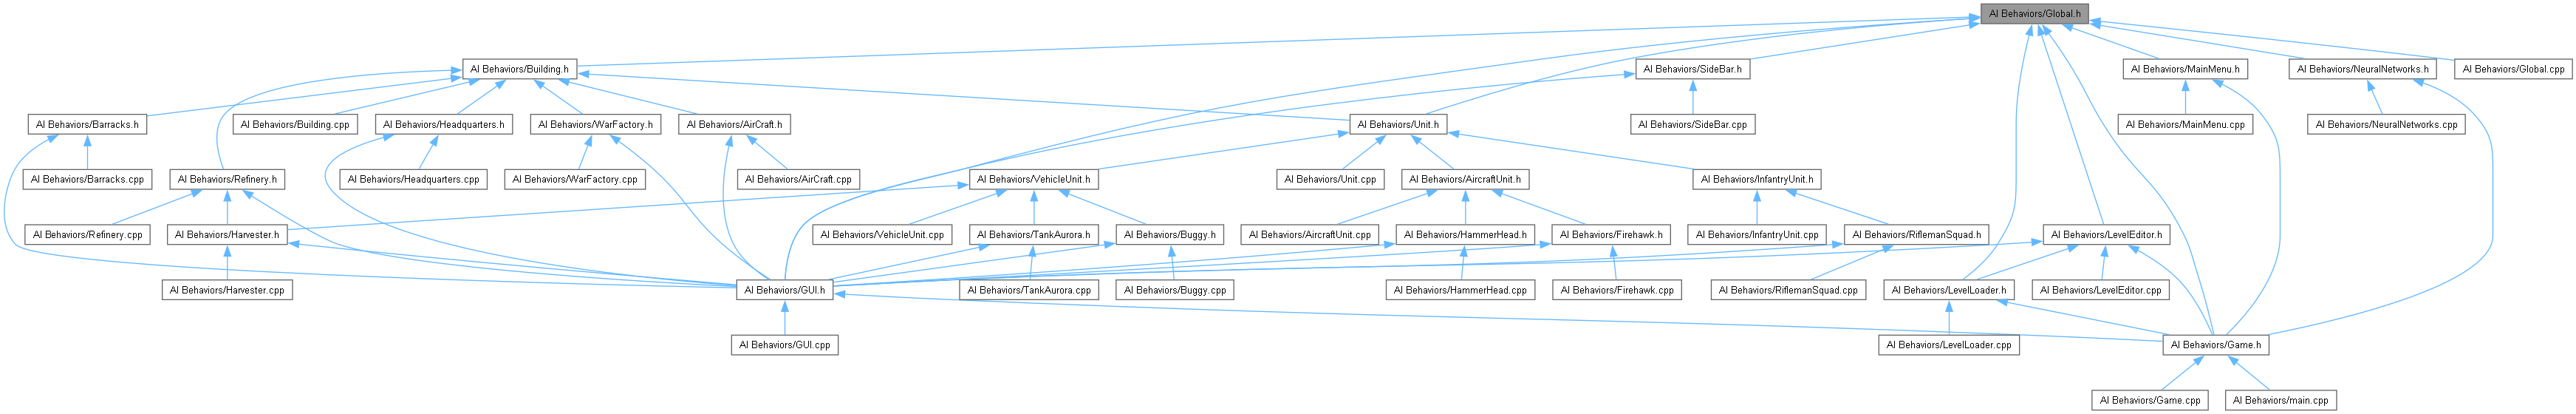 AI Behaviors/Global.h
AI Behaviors/Building.h
AI Behaviors/SideBar.h
AI Behaviors/MainMenu.h
AI Behaviors/NeuralNetworks.h
AI Behaviors/Global.cpp
AI Behaviors/Barracks.h
AI Behaviors/Building.cpp
AI Behaviors/Headquarters.h
AI Behaviors/WarFactory.h
AI Behaviors/AirCraft.h
AI Behaviors/Unit.h
AI Behaviors/SideBar.cpp
AI Behaviors/MainMenu.cpp
AI Behaviors/NeuralNetworks.cpp
AI Behaviors/Barracks.cpp
AI Behaviors/Refinery.h
AI Behaviors/Headquarters.cpp
AI Behaviors/WarFactory.cpp
AI Behaviors/AirCraft.cpp
AI Behaviors/VehicleUnit.h
AI Behaviors/Unit.cpp
AI Behaviors/AircraftUnit.h
AI Behaviors/InfantryUnit.h
AI Behaviors/Refinery.cpp
AI Behaviors/Harvester.h
AI Behaviors/VehicleUnit.cpp
AI Behaviors/TankAurora.h
AI Behaviors/Buggy.h
AI Behaviors/AircraftUnit.cpp
AI Behaviors/HammerHead.h
AI Behaviors/Firehawk.h
AI Behaviors/InfantryUnit.cpp
AI Behaviors/RiflemanSquad.h
AI Behaviors/LevelEditor.h
AI Behaviors/Harvester.cpp
AI Behaviors/GUI.h
AI Behaviors/TankAurora.cpp
AI Behaviors/Buggy.cpp
AI Behaviors/HammerHead.cpp
AI Behaviors/Firehawk.cpp
AI Behaviors/RiflemanSquad.cpp
AI Behaviors/LevelLoader.h
AI Behaviors/LevelEditor.cpp
AI Behaviors/GUI.cpp
AI Behaviors/LevelLoader.cpp
AI Behaviors/Game.h
AI Behaviors/Game.cpp
AI Behaviors/main.cpp